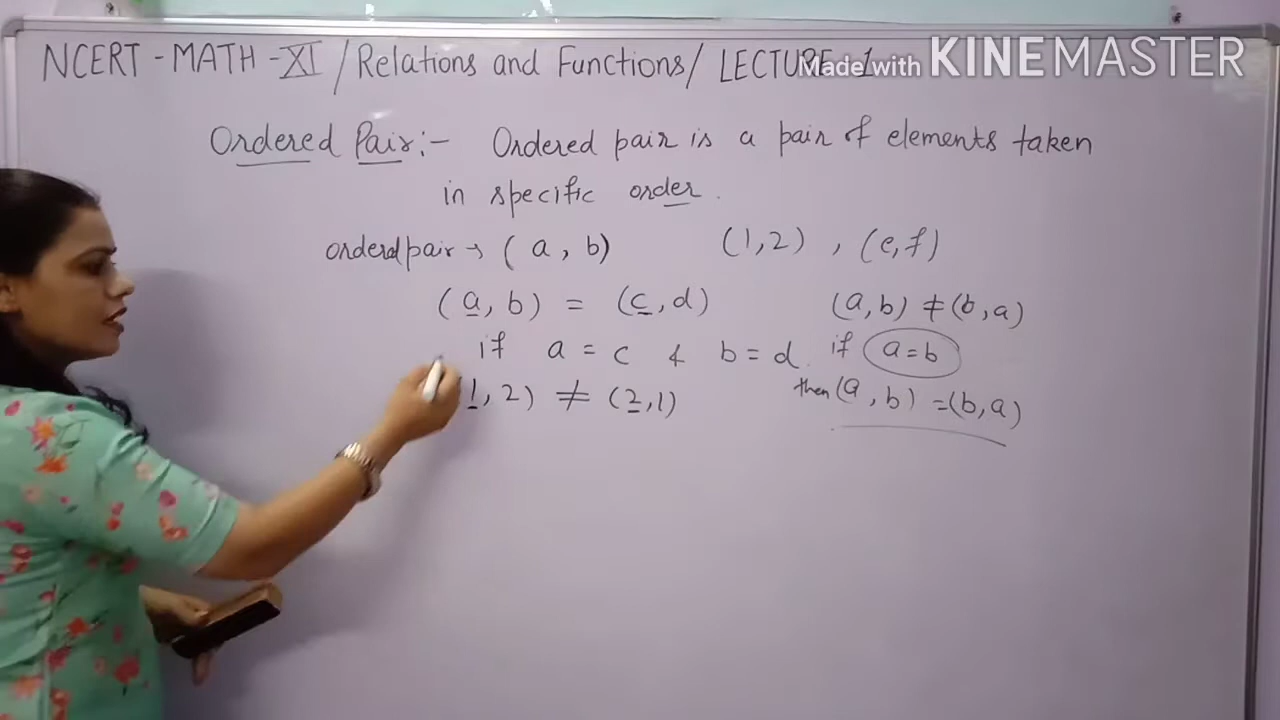 NCERT - MATH - XI / Relations and Functions / LECTURE - 1
Made with KINEMASTER
Ordered Pair :- Ordered pair is a pair of elements taken
in specific order.
ordered pair → (a, b) (1,2), (e,f)
(a, b) = (c, d) (a,b) ≠ (b,a)
if a = c & b = d. if a=b
(1, 2) ≠ (2,1) then (a, b) = (b, a)